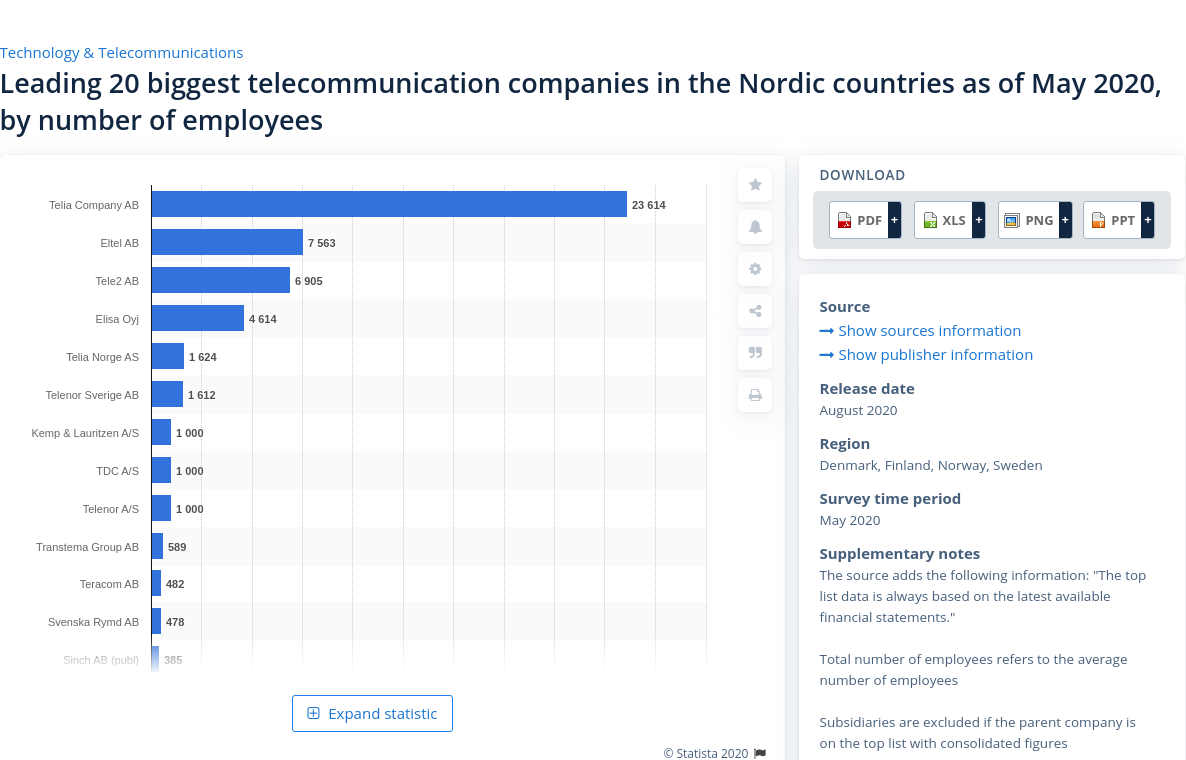 Technology & Telecommunications
Leading 20 biggest telecommunication companies in the Nordic countries as of May 2020,
by number of employees
Telia Company AB 23 614
Eltel AB 7 563
Tele2 AB 6 905
Elisa Oyj 4 614
Telia Norge AS 1 624
Telenor Sverige AB 1 612
Kemp & Lauritzen A/S 1 000
TDC A/S 1 000
Telenor A/S 1 000
Transtema Group AB 589
Teracom AB 482
Svenska Rymd AB 478
Sinch AB (publ) 385
Expand statistic
© Statista 2020
DOWNLOAD
PDF + XLS + PNG + PPT +
Source
Show sources information
Show publisher information
Release date
August 2020
Region
Denmark, Finland, Norway, Sweden
Survey time period
May 2020
Supplementary notes
The source adds the following information: "The top
list data is always based on the latest available
financial statements."
Total number of employees refers to the average
number of employees
Subsidiaries are excluded if the parent company is
on the top list with consolidated figures